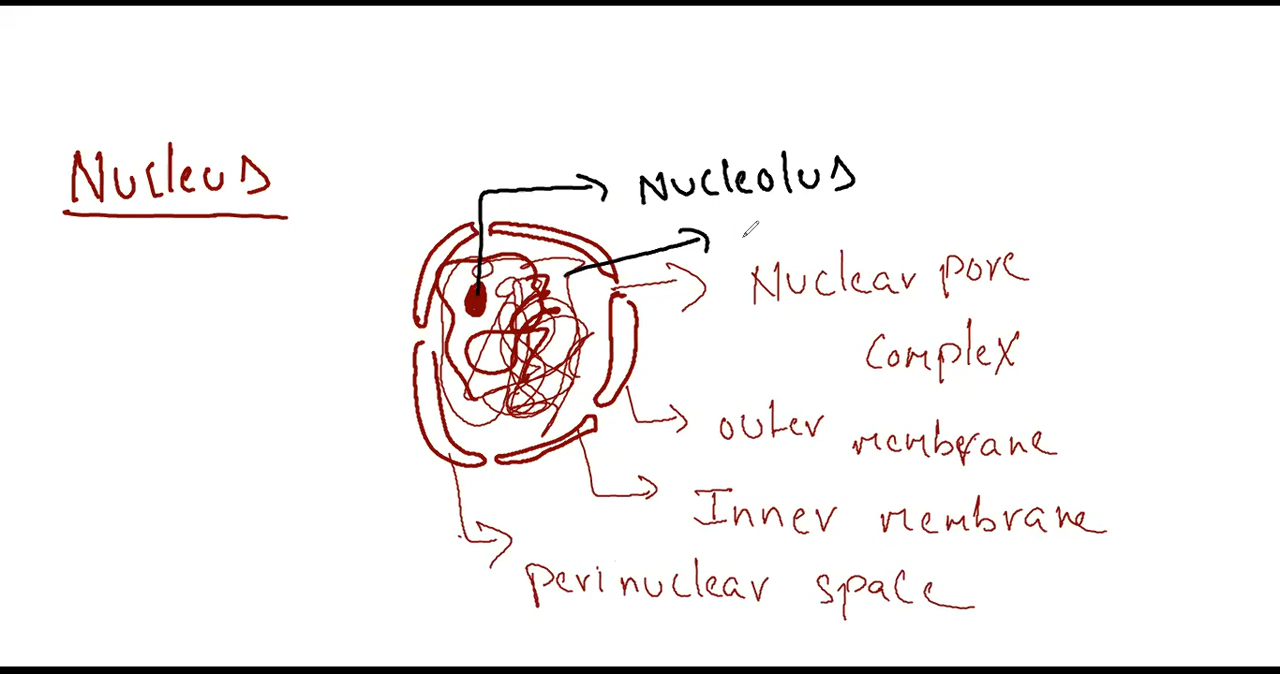 Nucleus
Nucleolus
Nuclear pore
complex
outer membrane
Inner membrane
perinuclear space